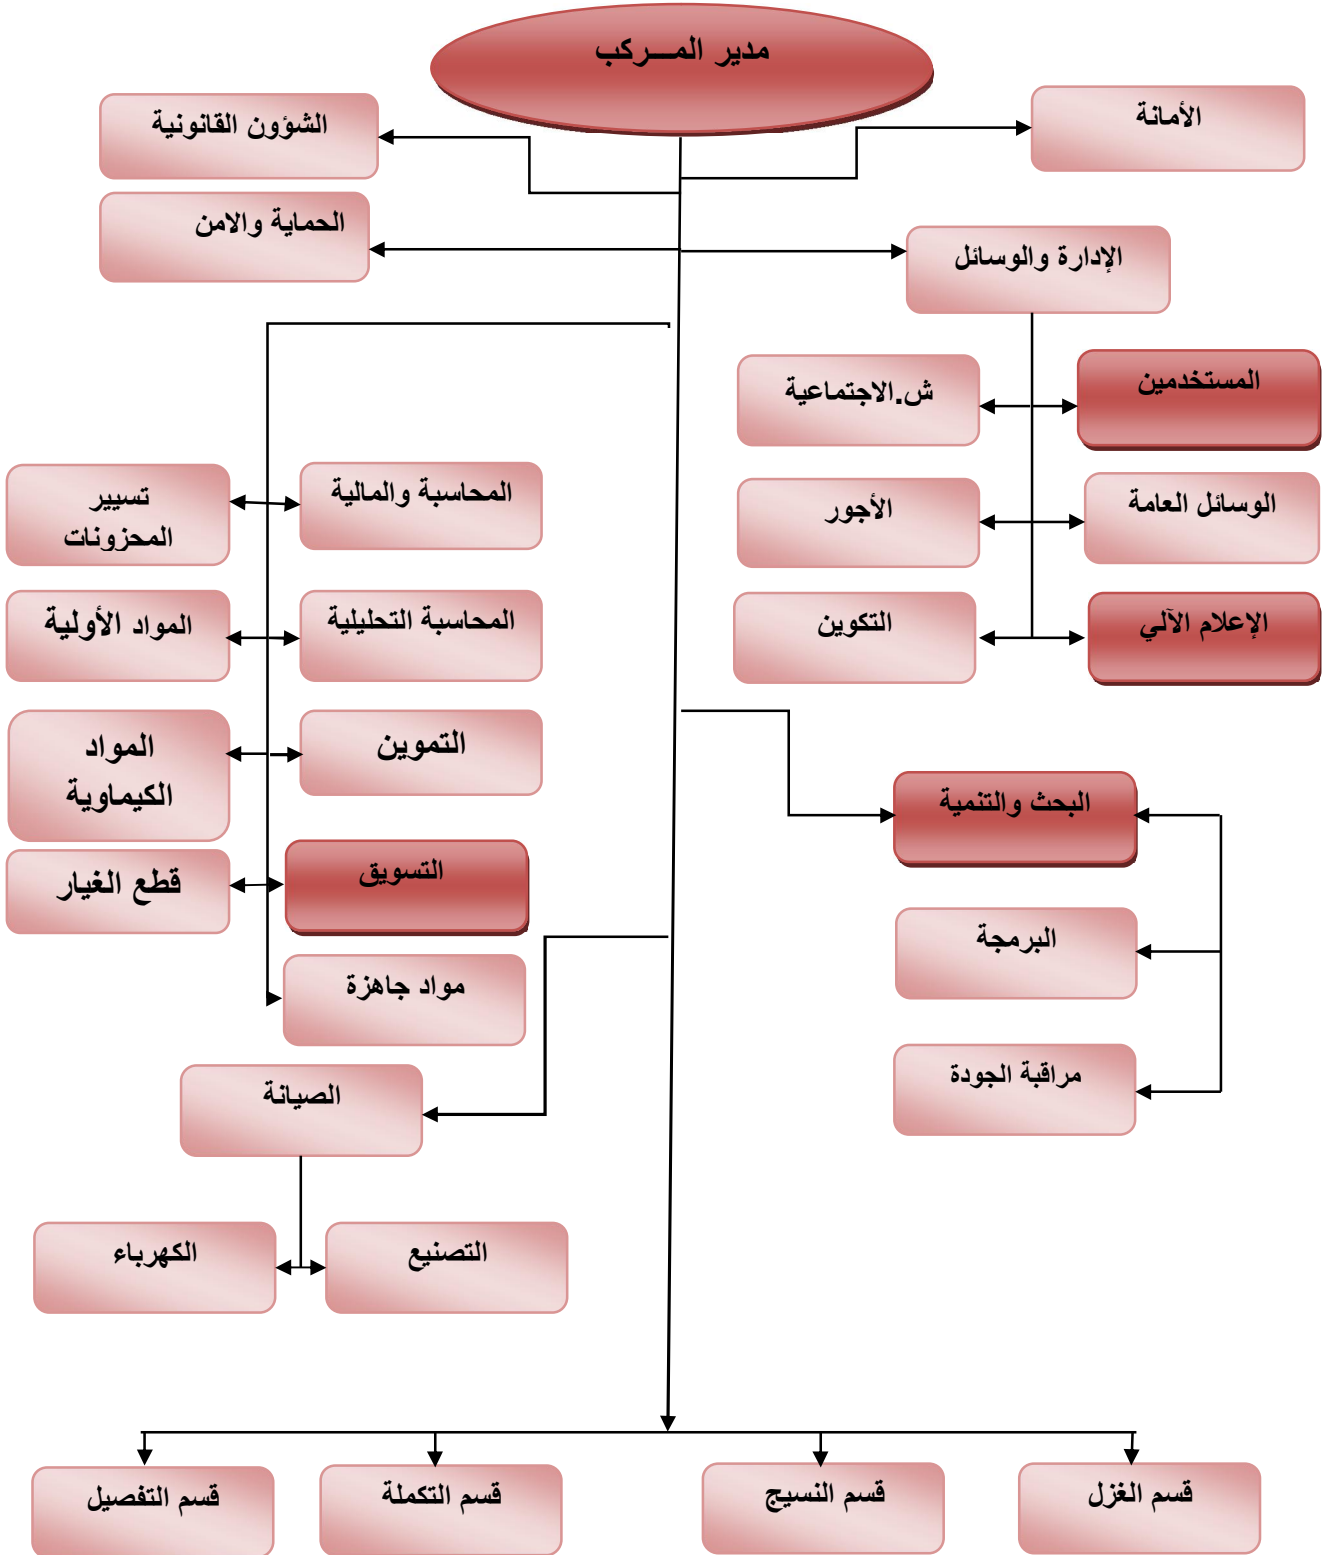 مدير المـــركب
الأمانة
الشؤون القانونية
الحماية والامن
الإدارة والوسائل
المستخدمين
ش.الاجتماعية
الوسائل العامة
الأجور
الإعلام الآلي
التكوين
المحاسبة والمالية
تسيير
المحزونات
المحاسبة التحليلية
المواد الأولية
التموين
المواد
الكيماوية
التسويق
قطع الغيار
مواد جاهزة
البحث والتنمية
البرمجة
مراقبة الجودة
الصيانة
التصنيع
الكهرباء
قسم الغزل
قسم النسيج
قسم التكملة
قسم التفصيل